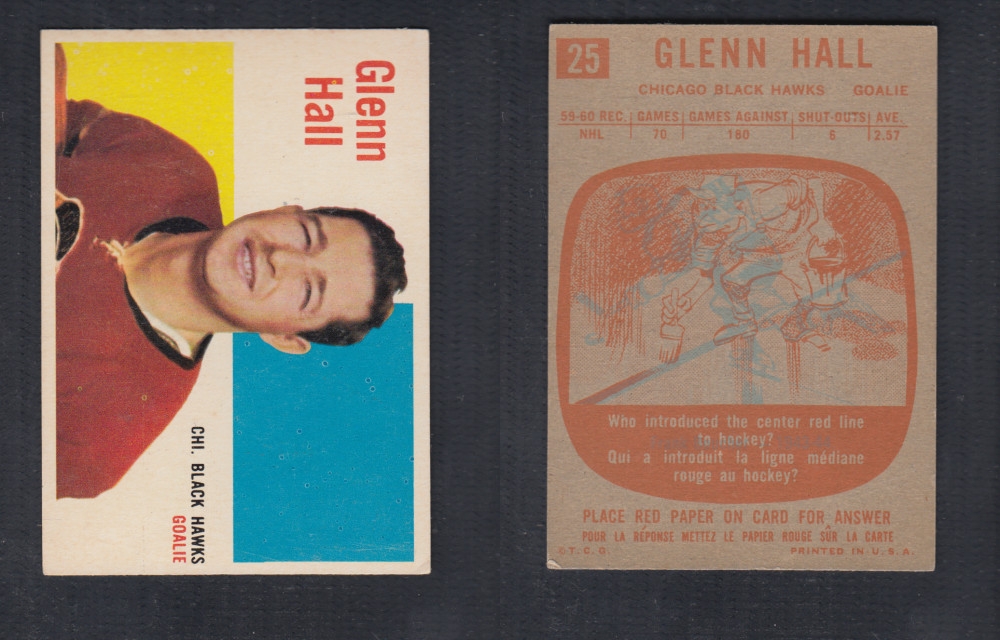 Glenn
Hall
CHI. BLACK HAWKS
GOALIE
25
GLENN HALL
CHICAGO BLACK HAWKS GOALIE
59-60 REC. GAMES GAMES AGAINST SHUT-OUTS AVE.
NHL 70 180 6 2.57
Who introduced the center red line
to hockey?
Qui a introduit la ligne médiane
rouge au hockey?
PLACE RED PAPER ON CARD FOR ANSWER
POUR LA RÉPONSE METTEZ LE PAPIER ROUGE SÛR LA CARTE
©T.C.G. PRINTED IN U.S.A.